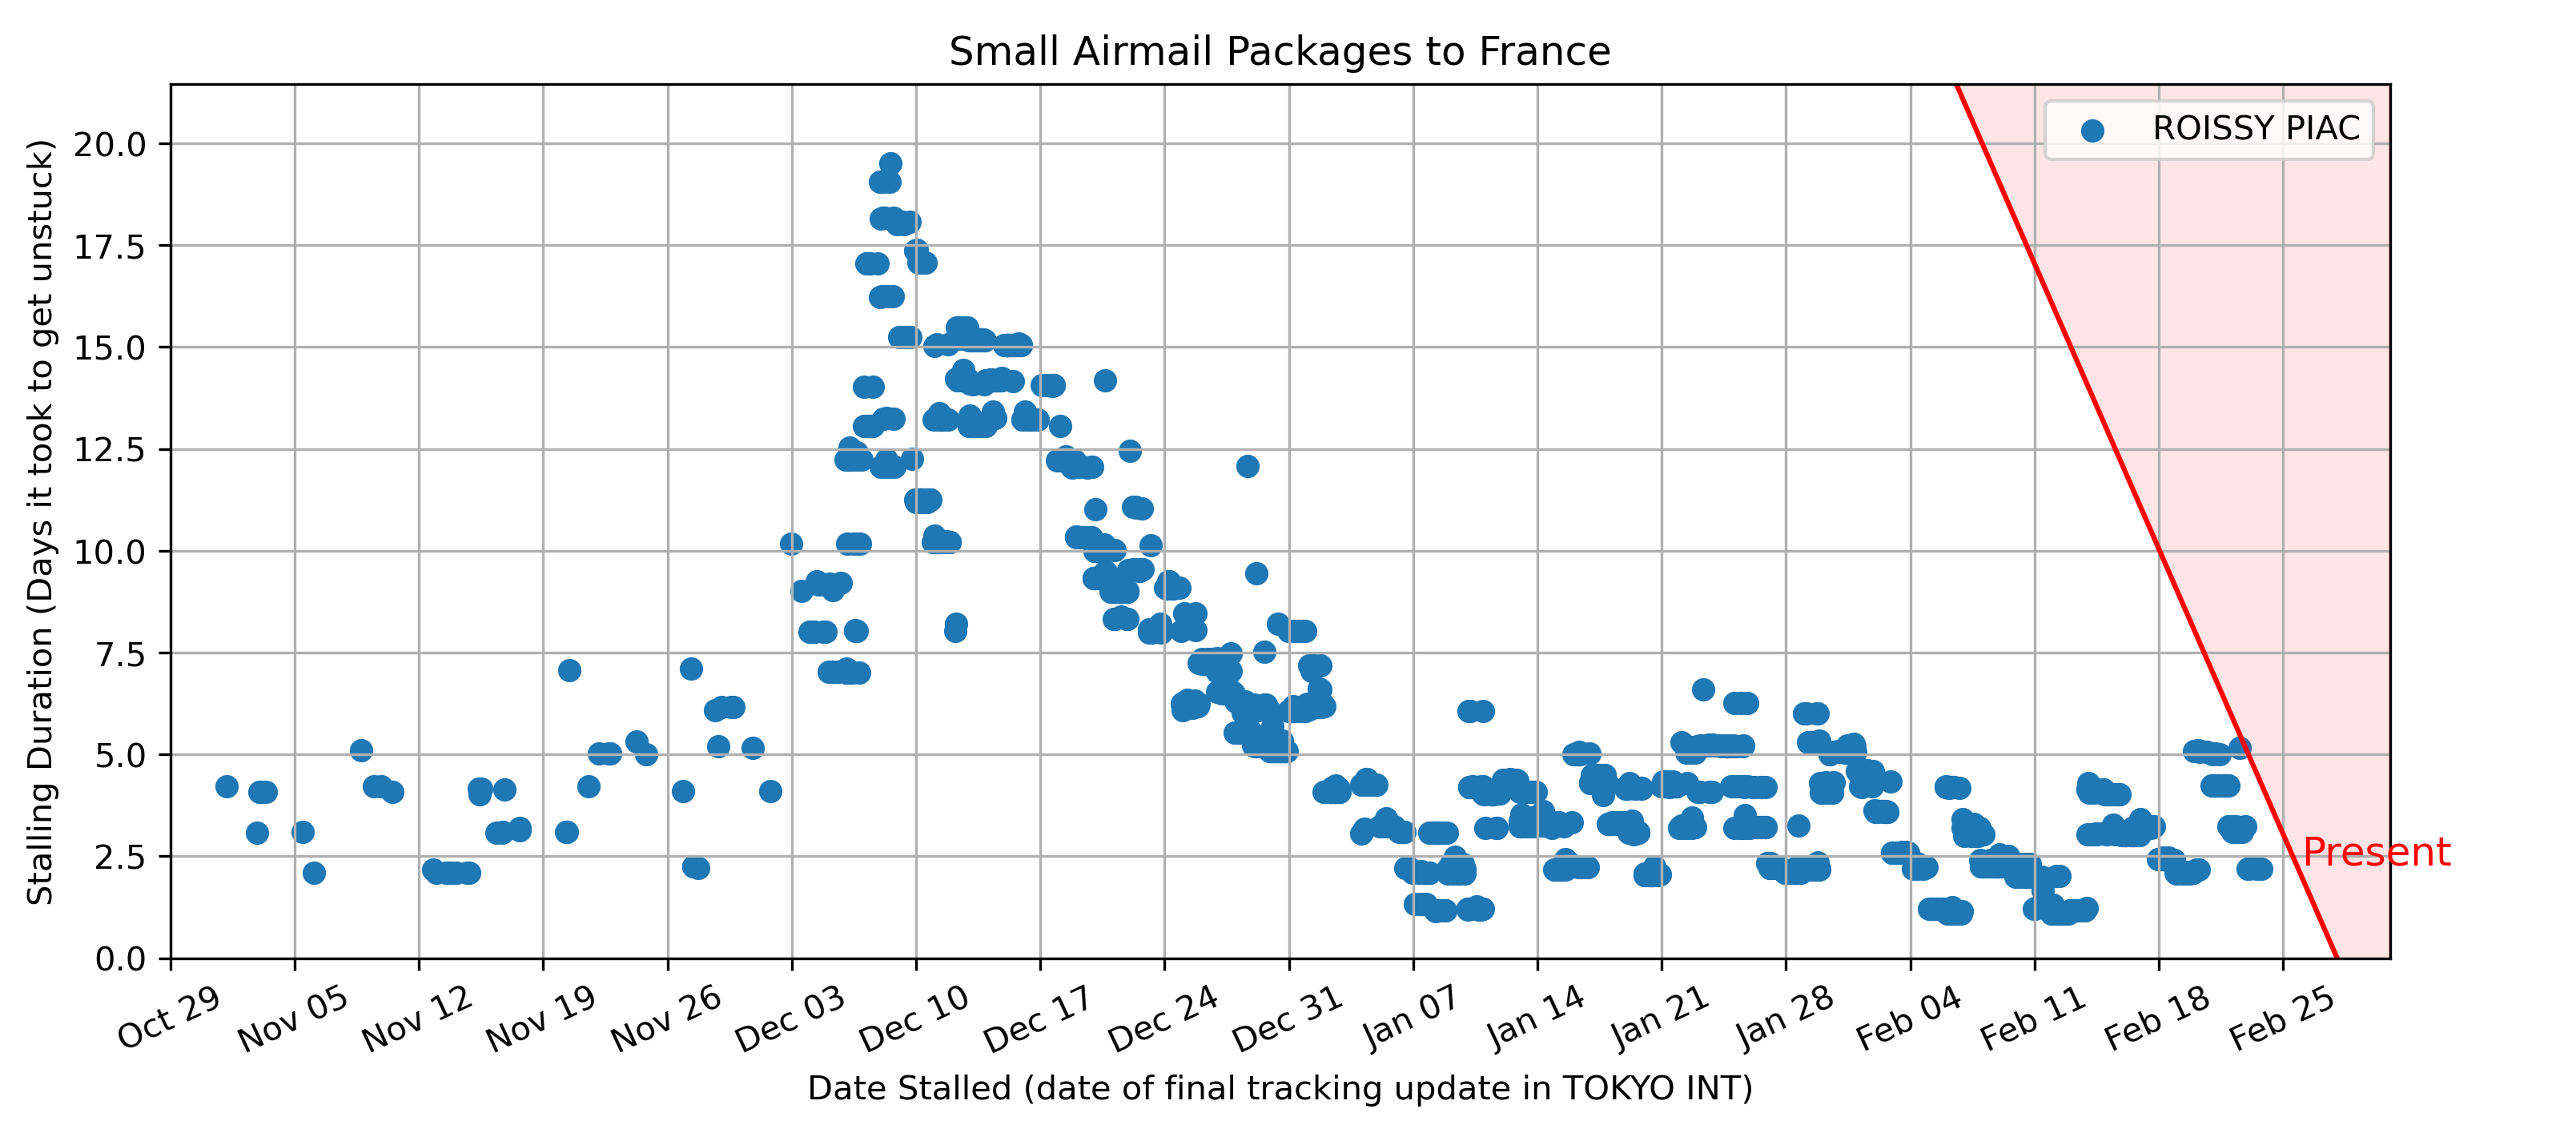 Small Airmail Packages to France
Stalling Duration (Days it took to get unstuck)
20.0
17.5
15.0
12.5
10.0
7.5
5.0
2.5
0.0
ROISSY PIAC
Present
Oct 29
Nov 05
Nov 12
Nov 19
Nov 26
Dec 03
Dec 10
Dec 17
Dec 24
Dec 31
Jan 07
Jan 14
Jan 21
Jan 28
Feb 04
Feb 11
Feb 18
Feb 25
Date Stalled (date of final tracking update in TOKYO INT)